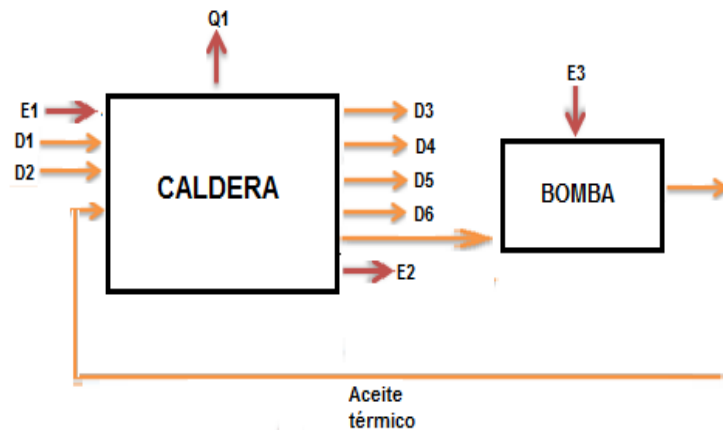 Q1
E1
D1
D2
CALDERA
D3
D4
D5
D6
E2
E3
BOMBA
Aceite
térmico